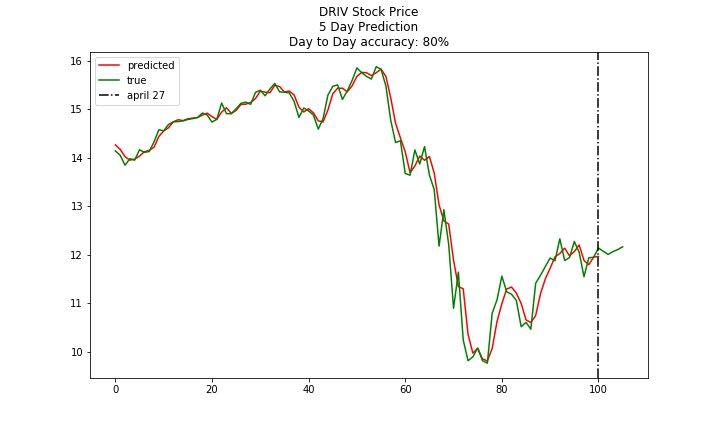 DRIV Stock Price
5 Day Prediction
Day to Day accuracy: 80%
predicted
true
april 27
16
15
14
13
12
11
10
0
20
40
60
80
100